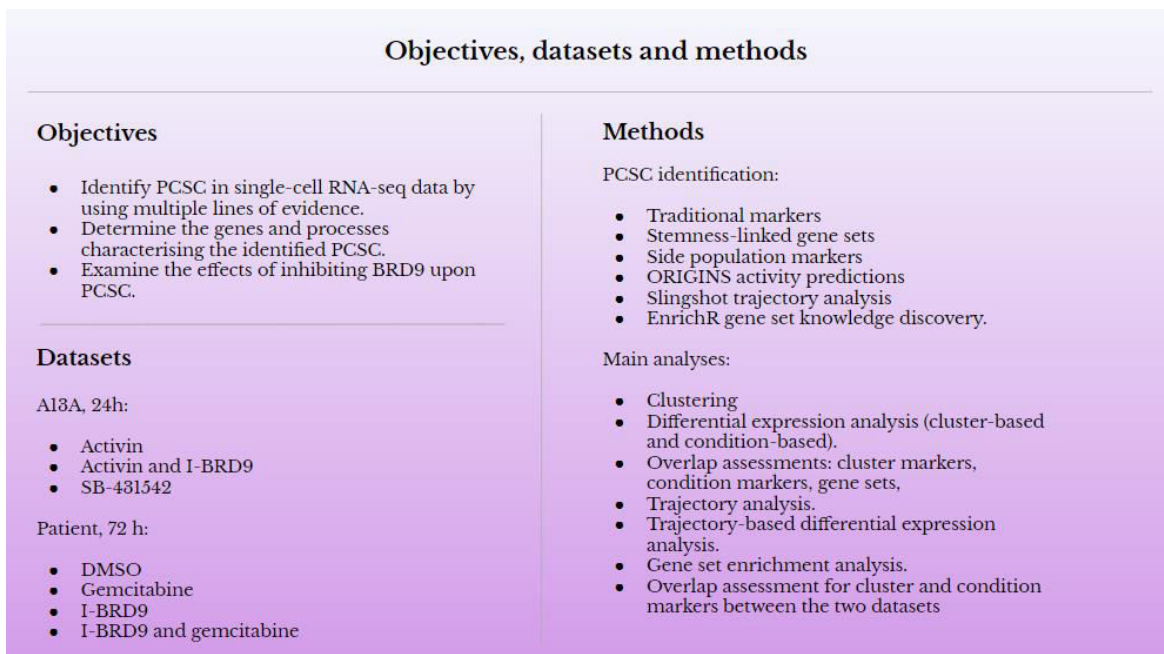 Objectives, datasets and methods
Objectives
● Identify PCSC in single-cell RNA-seq data by
using multiple lines of evidence.
● Determine the genes and processes
characterising the identified PCSC.
● Examine the effects of inhibiting BRD9 upon
PCSC.
Datasets
A13A, 24h:
● Activin
● Activin and I-BRD9
● SB-431542
Patient, 72 h:
● DMSO
● Gemcitabine
● I-BRD9
● I-BRD9 and gemcitabine
Methods
PCSC identification:
● Traditional markers
● Stemness-linked gene sets
● Side population markers
● ORIGINS activity predictions
● Slingshot trajectory analysis
● EnrichR gene set knowledge discovery.
Main analyses:
● Clustering
● Differential expression analysis (cluster-based
and condition-based).
● Overlap assessments: cluster markers,
condition markers, gene sets,
● Trajectory analysis.
● Trajectory-based differential expression
analysis.
● Gene set enrichment analysis.
● Overlap assessment for cluster and condition
markers between the two datasets